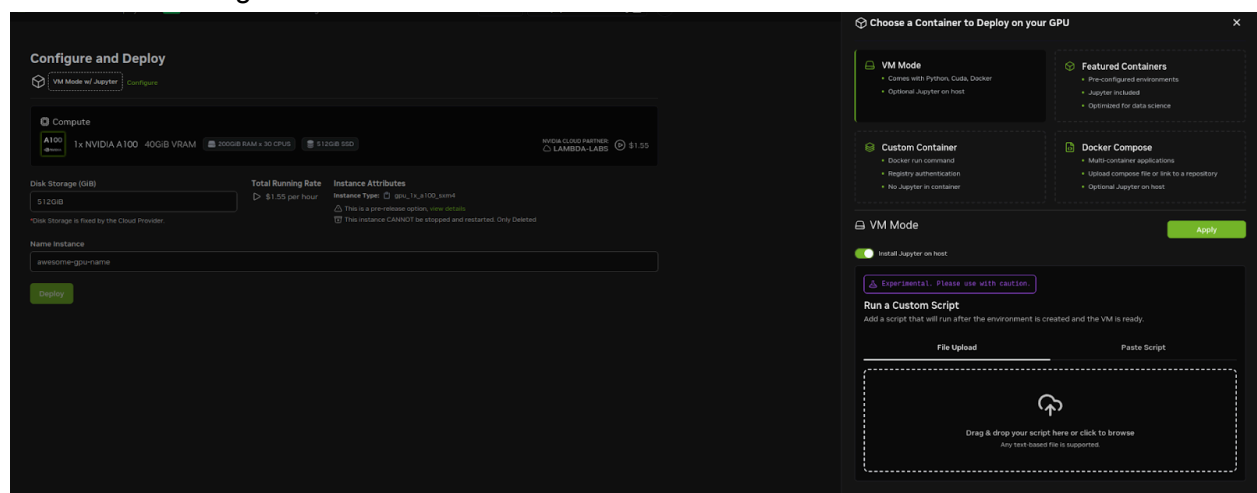 Configure and Deploy
VM Mode w/ Jupyter Configure
Compute
A100
1x NVIDIA A100 40GiB VRAM 200GiB RAM x 30 CPUS 512GiB SSD
NVIDIA CLOUD PARTNER
LAMBDA-LABS $1.55
Disk Storage (GiB)
512GiB
*Disk Storage is fixed by the Cloud Provider.
Total Running Rate
$1.55 per hour
Instance Attributes
Instance Type: gpu_1x_a100_sxm4
This is a pre-release option, view details
This instance CANNOT be stopped and restarted. Only Deleted
Name Instance
awesome-gpu-name
Deploy
Choose a Container to Deploy on your GPU
VM Mode
• Comes with Python, Cuda, Docker
• Optional Jupyter on host
Featured Containers
• Pre-configured environments
• Jupyter included
• Optimized for data science
Custom Container
• Docker run command
• Registry authentication
• No Jupyter in container
Docker Compose
• Multi-container applications
• Upload compose file or link to a repository
• Optional Jupyter on host
VM Mode
Apply
Install Jupyter on host
Experimental. Please use with caution.
Run a Custom Script
Add a script that will run after the environment is created and the VM is ready.
File Upload Paste Script
Drag & drop your script here or click to browse
Any text-based file is supported.